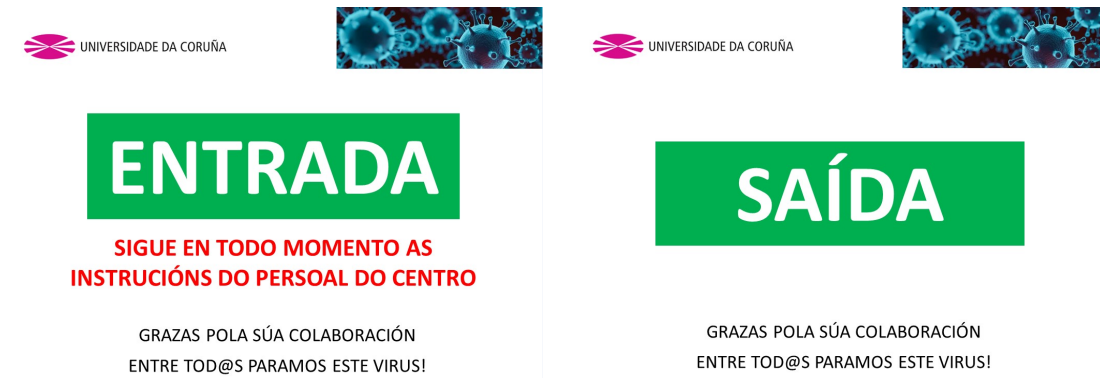 UNIVERSIDADE DA CORUÑA
ENTRADA
SIGUE EN TODO MOMENTO AS
INSTRUCIÓNS DO PERSOAL DO CENTRO
GRAZAS POLA SÚA COLABORACIÓN
ENTRE TOD@S PARAMOS ESTE VIRUS!
UNIVERSIDADE DA CORUÑA
SAÍDA
GRAZAS POLA SÚA COLABORACIÓN
ENTRE TOD@S PARAMOS ESTE VIRUS!